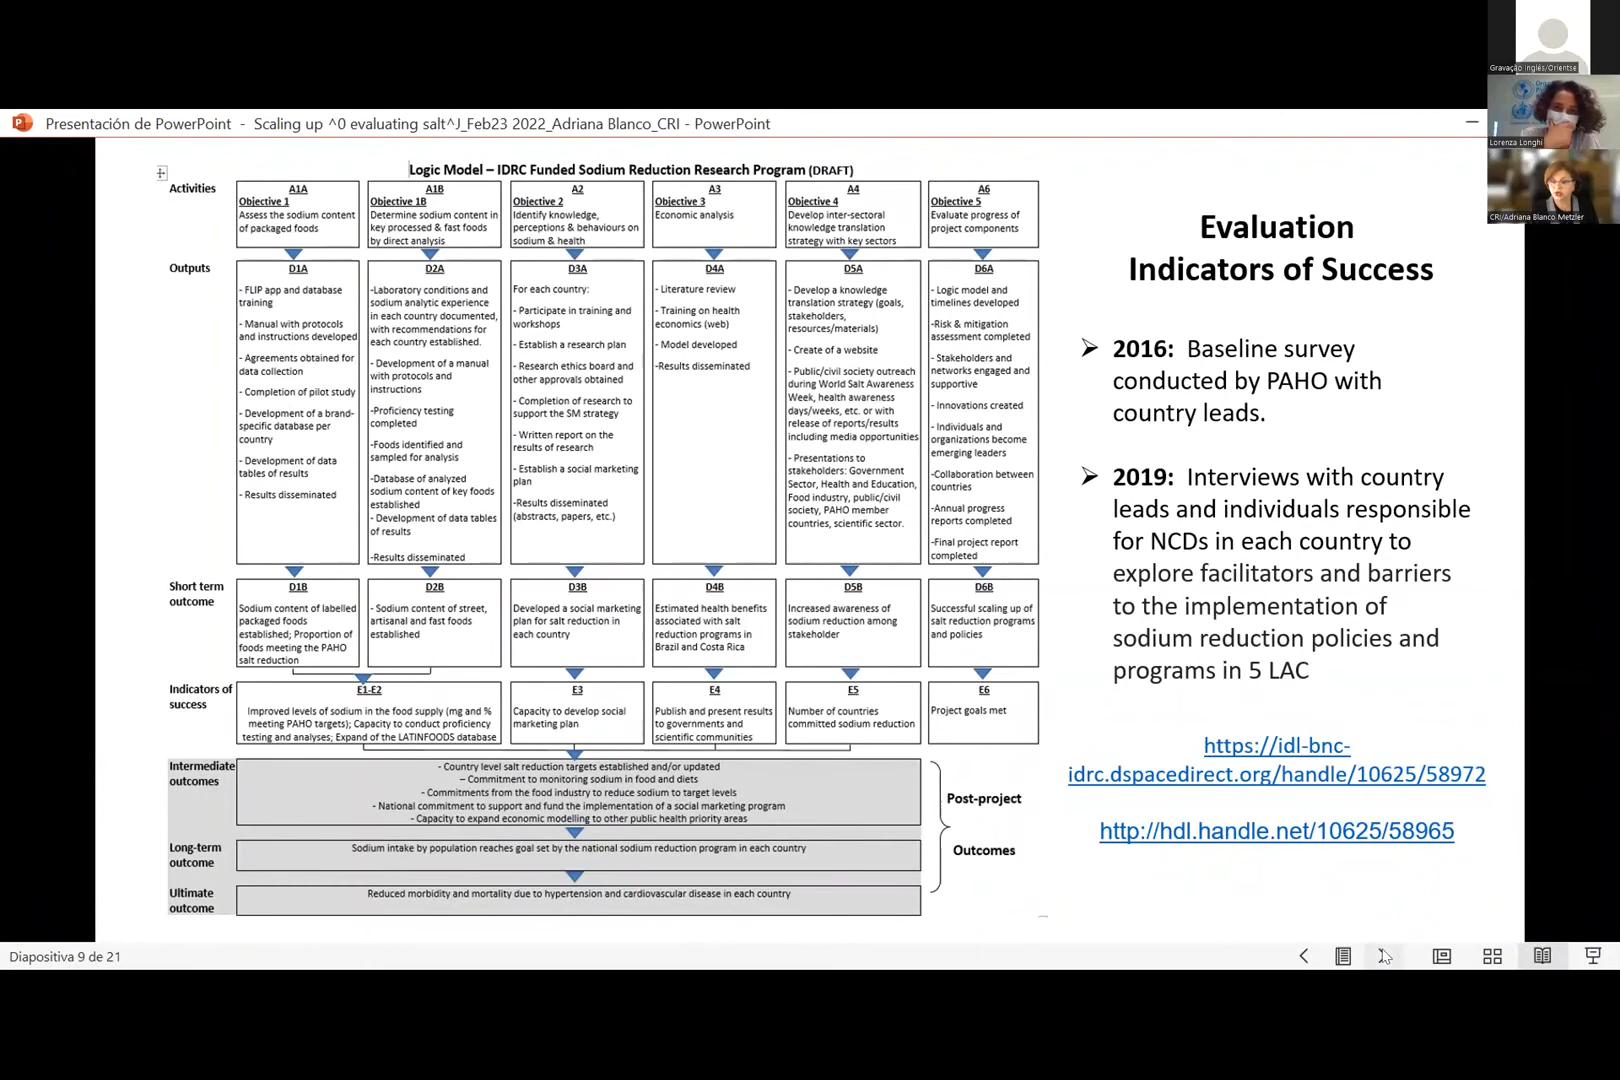 Gravação Inglés/Orientse
Lorenza Longhi
CRI/Adriana Blanco Metzler
Presentación de PowerPoint - Scaling up ^0 evaluating salt^J_Feb23 2022_Adriana Blanco_CRI - PowerPoint
Logic Model – IDRC Funded Sodium Reduction Research Program (DRAFT)
Activities
A1A
Objective 1
Assess the sodium content
of packaged foods
A1B
Objective 1B
Determine sodium content in
key processed & fast foods
by direct analysis
A2
Objective 2
Identify knowledge,
perceptions & behaviours on
sodium & health
A3
Objective 3
Economic analysis
A4
Objective 4
Develop inter-sectoral
knowledge translation
strategy with key sectors
A6
Objective 5
Evaluate progress of
project components
Outputs
D1A
- FLIP app and database
training
- Manual with protocols
and instructions developed
- Agreements obtained for
data collection
- Completion of pilot study
- Development of a brand-
specific database per
country
- Development of data
tables of results
- Results disseminated
D2A
-Laboratory conditions and
sodium analytic experience
in each country documented,
with recommendations for
each country established.
- Development of a manual
with protocols and
instructions
-Proficiency testing
completed
-Foods identified and
sampled for analysis
-Database of analyzed
sodium content of key foods
established
- Development of data tables
of results
-Results disseminated
D3A
For each country:
- Participate in training and
workshops
- Establish a research plan
- Research ethics board and
other approvals obtained
- Completion of research to
support the SM strategy
- Written report on the
results of research
- Establish a social marketing
plan
-Results disseminated
(abstracts, papers, etc.)
D4A
- Literature review
- Training on health
economics (web)
- Model developed
-Results disseminated
D5A
- Develop a knowledge
translation strategy (goals,
stakeholders,
resources/materials)
- Create of a website
- Public/civil society outreach
during World Salt Awareness
Week, health awareness
days/weeks, etc. or with
release of reports/results
including media opportunities
- Presentations to
stakeholders: Government
Sector, Health and Education,
Food industry, public/civil
society, PAHO member
countries, scientific sector.
D6A
- Logic model and
timelines developed
-Risk & mitigation
assessment completed
- Stakeholders and
networks engaged and
supportive
- Innovations created
- Individuals and
organizations become
emerging leaders
-Collaboration between
countries
-Annual progress
reports completed
-Final project report
completed
Short term
outcome
D1B
Sodium content of labelled
packaged foods
established; Proportion of
foods meeting the PAHO
salt reduction
D2B
- Sodium content of street,
artisanal and fast foods
established
D3B
Developed a social marketing
plan for salt reduction in
each country
D4B
Estimated health benefits
associated with salt
reduction programs in
Brazil and Costa Rica
D5B
Increased awareness of
sodium reduction among
stakeholder
D6B
Successful scaling up of
salt reduction programs
and policies
Indicators of
success
E1-E2
Improved levels of sodium in the food supply (mg and %
meeting PAHO targets); Capacity to conduct proficiency
testing and analyses; Expand of the LATINFOODS database
E3
Capacity to develop social
marketing plan
E4
Publish and present results
to governments and
scientific communities
E5
Number of countries
committed sodium reduction
E6
Project goals met
Intermediate
outcomes
- Country level salt reduction targets established and/or updated
– Commitment to monitoring sodium in food and diets
- Commitments from the food industry to reduce sodium to target levels
- National commitment to support and fund the implementation of a social marketing program
- Capacity to expand economic modelling to other public health priority areas
Long-term
outcome
Sodium intake by population reaches goal set by the national sodium reduction program in each country
Ultimate
outcome
Reduced morbidity and mortality due to hypertension and cardiovascular disease in each country
Post-project
Outcomes
Evaluation
Indicators of Success
➤ 2016: Baseline survey
conducted by PAHO with
country leads.
➤ 2019: Interviews with country
leads and individuals responsible
for NCDs in each country to
explore facilitators and barriers
to the implementation of
sodium reduction policies and
programs in 5 LAC
https://idl-bnc-
idrc.dspacedirect.org/handle/10625/58972
http://hdl.handle.net/10625/58965
Diapositiva 9 de 21